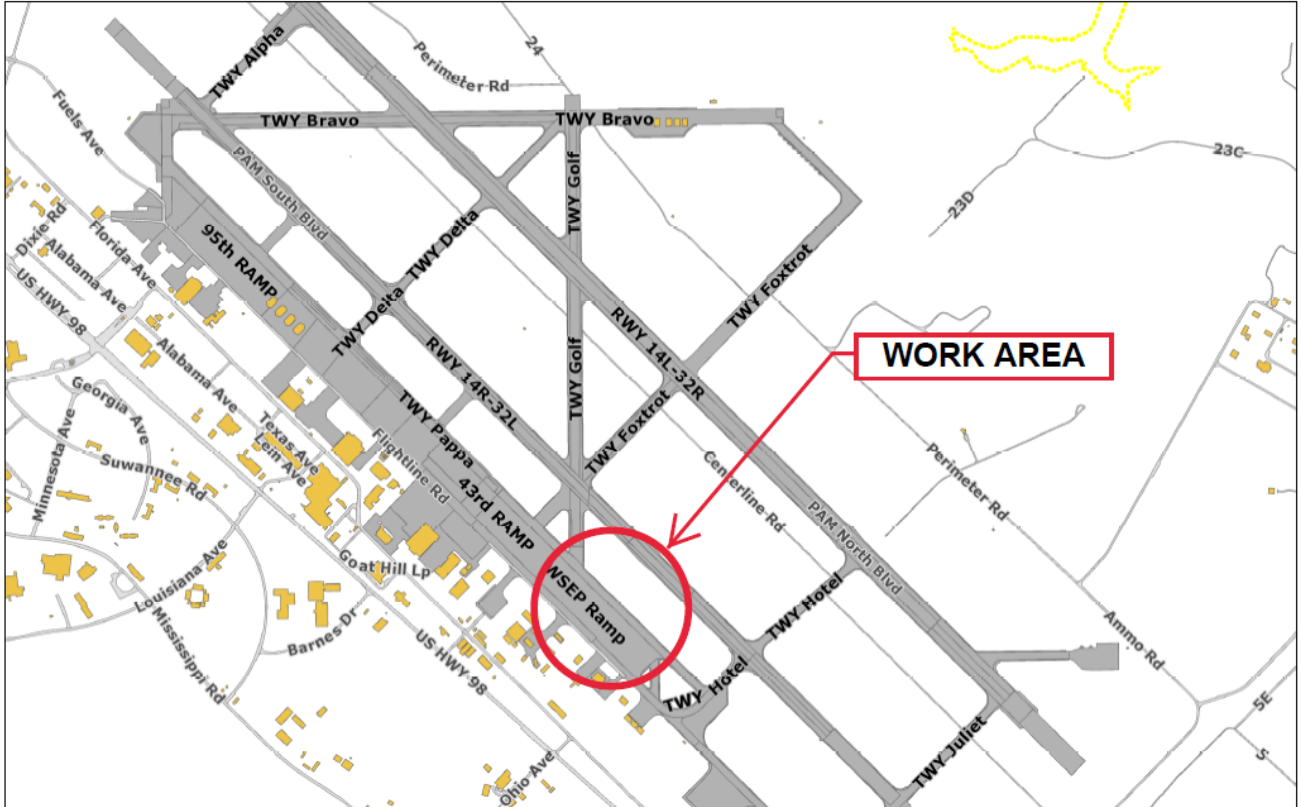 24
TWY Alpha
Perimeter Rd
Fuels Ave
TWY Bravo
TWY Bravo
23C
PAM South Blvd
TWY Golf
23D
Dixie Rd
Florida Ave
Alabama Ave
95th RAMP
TWY Delta
US HWY 98
TWY Delta
TWY Foxtrot
RWY 14L-32R
WORK AREA
Alabama Ave
RWY 14R-32L
TWY Golf
Georgia Ave
Minnesota Ave
TWY Pappa
TWY Foxtrot
Texas Ave
Lem Ave
Flightline Rd
Suwannee Rd
Centerline Rd
Perimeter Rd
43rd RAMP
PAM North Blvd
Goat Hill Lp
WSEP Ramp
Louisiana Ave
TWY Hotel
Mississippi Rd
Barnes Dr
US HWY 98
Ammo Rd
TWY Hotel
5E
TWY Juliet
S
Ohio Ave